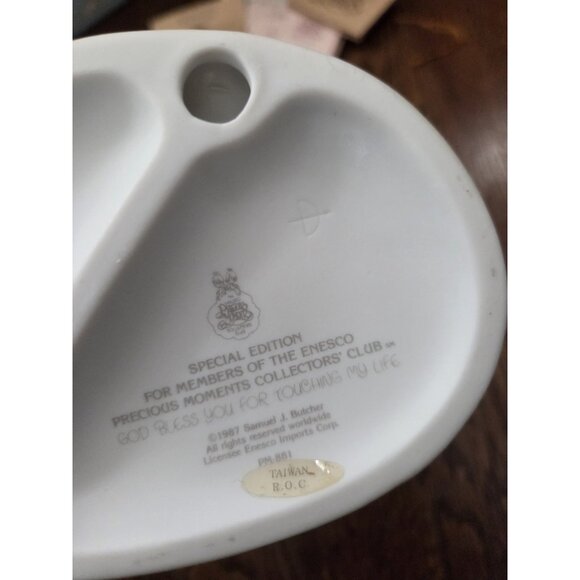 SPECIAL EDITION
FOR MEMBERS OF THE ENESCO
PRECIOUS MOMENTS COLLECTORS' CLUB SM
GOD BLESS YOU FOR TOUCHING MY LIFE
©1987 Samuel J. Butcher
All rights reserved worldwide
Licensee Enesco Imports Corp.
PM-881
TAIWAN
R.O.C